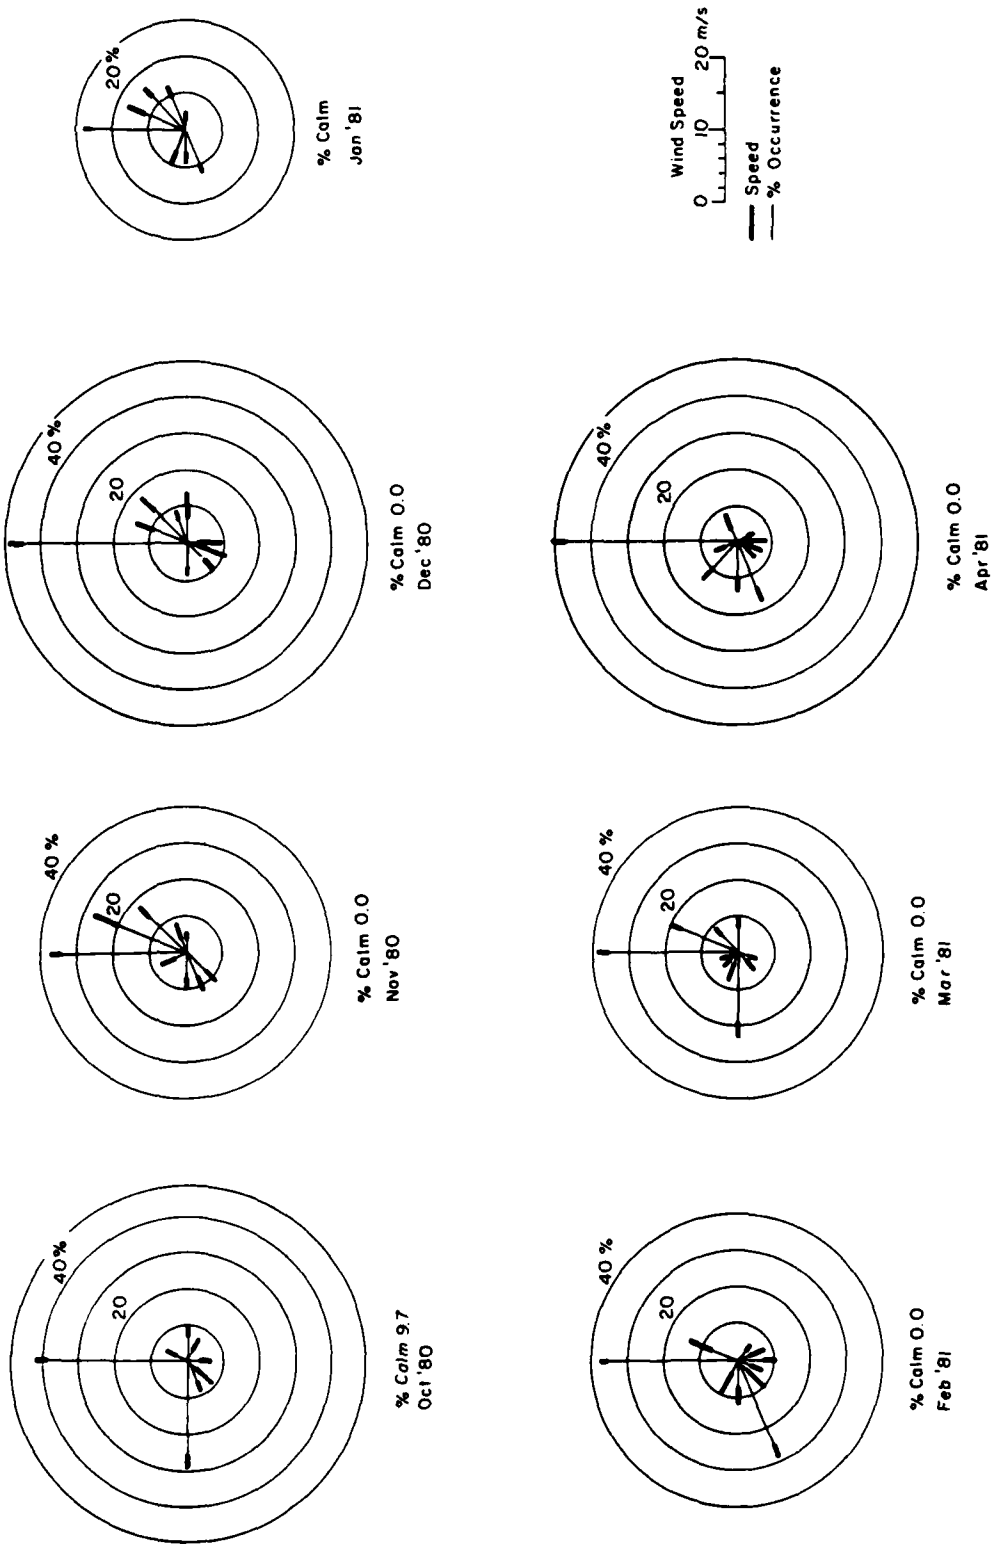 40%
20
% Calm 9.7
Oct '80
40 %
20
% Calm 0.0
Nov '80
40 %
20
% Calm 0.0
Dec '80
20 %
% Calm
Jan '81
40 %
20
% Calm 0.0
Feb '81
40 %
20
% Calm 0.0
Mar '81
40 %
20
% Calm 0.0
Apr '81
Wind Speed
0 10 20 m/s
Speed
% Occurrence